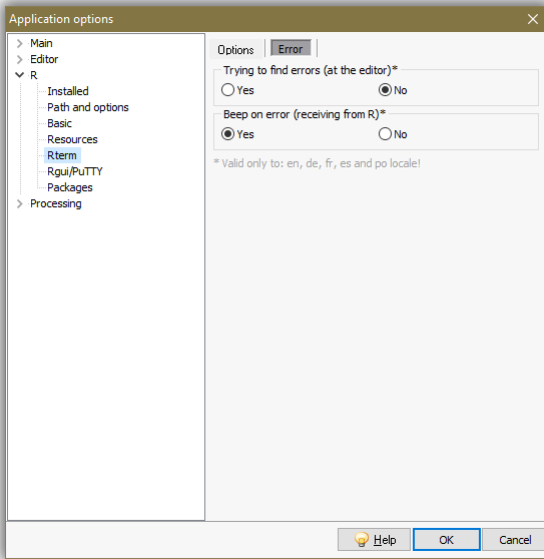 Application options
Main
Editor
R
Installed
Path and options
Basic
Resources
Rterm
Rgui/PuTTY
Packages
Processing
Options
Error
Trying to find errors (at the editor)*
Yes
No
Beep on error (receiving from R)*
Yes
No
* Valid only to: en, de, fr, es and po locale!
Help
OK
Cancel